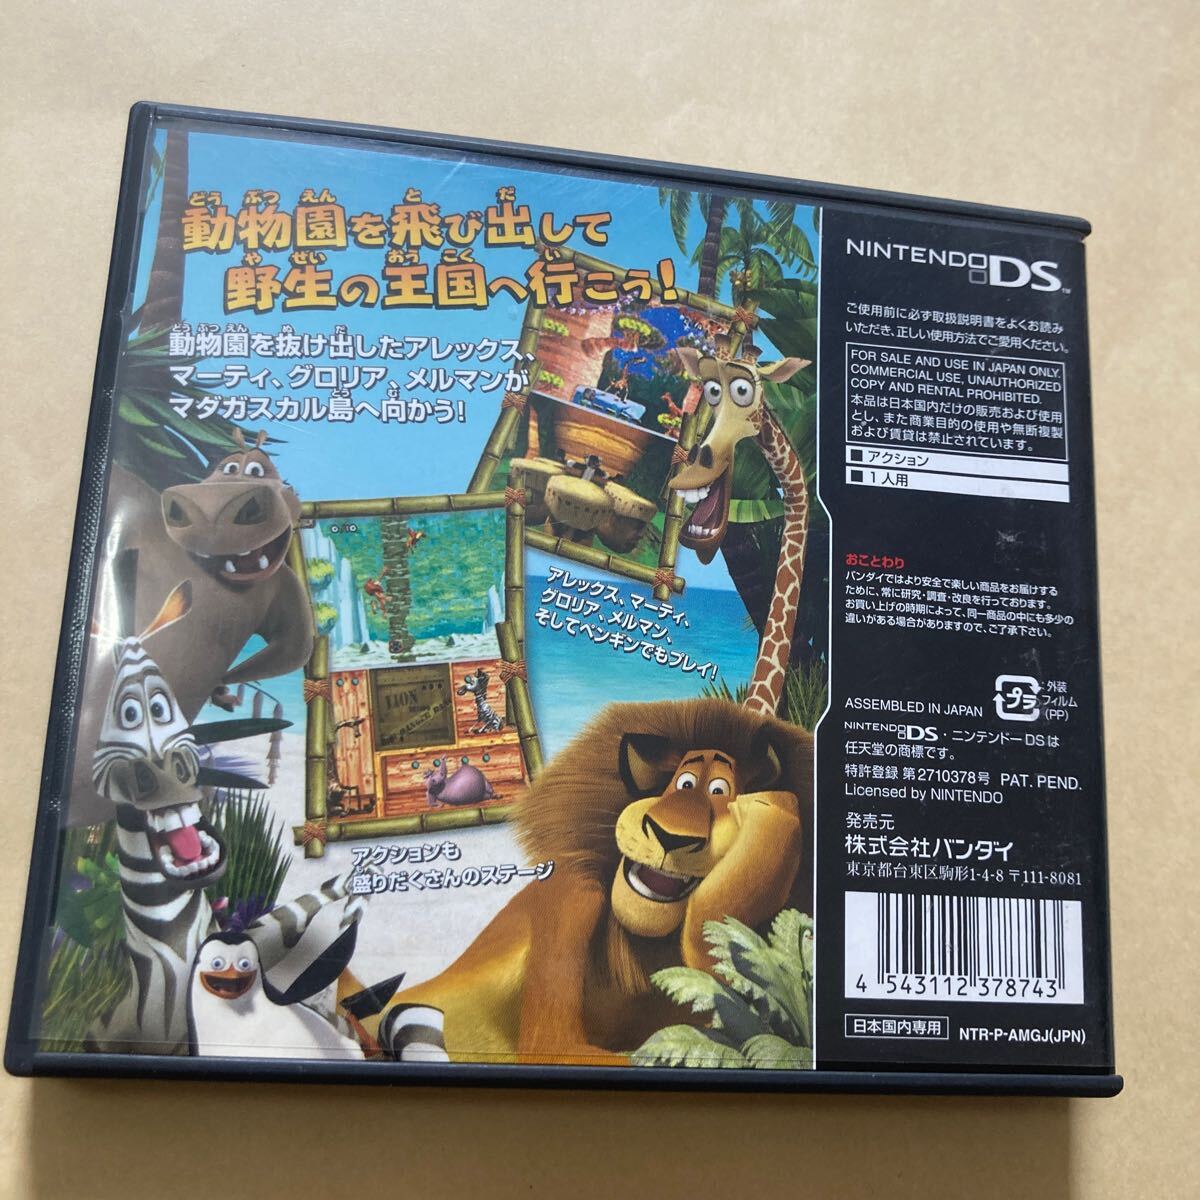 動物園を飛び出して
野生の王国へ行こう!
動物園を抜け出したアレックス、
マーティ、グロリア、メルマンが
マダガスカル島へ向かう!
アレックス、マーティ、
グロリア、メルマン、
そしてペンギンでもプレイ!
LION
アクションも
盛りだくさんのステージ
NINTENDO DS™
ご使用前に必ず取扱説明書をよくお読み
いただき、正しい使用方法でご愛用ください。
FOR SALE AND USE IN JAPAN ONLY.
COMMERCIAL USE, UNAUTHORIZED
COPY AND RENTAL PROHIBITED.
本品は日本国内だけの販売および使用
とし、また商業目的の使用や無断複製
および賃貸は禁止されています。
■ アクション
■ 1人用
おことわり
バンダイではより安全で楽しい商品をお届けする
ために、常に研究・調査・改良を行っております。
お買い上げの時期によって、同一商品の中にも多少の
違いがある場合がありますので、ご了承下さい。
プラ
:外装
フィルム
(PP)
ASSEMBLED IN JAPAN
NINTENDO DS・ニンテンドーDSは
任天堂の商標です。
特許登録 第2710378号 PAT. PEND.
Licensed by NINTENDO
発売元
株式会社バンダイ
東京都台東区駒形1-4-8 〒111-8081
4 543112 378743
日本国内専用
NTR-P-AMGJ(JPN)